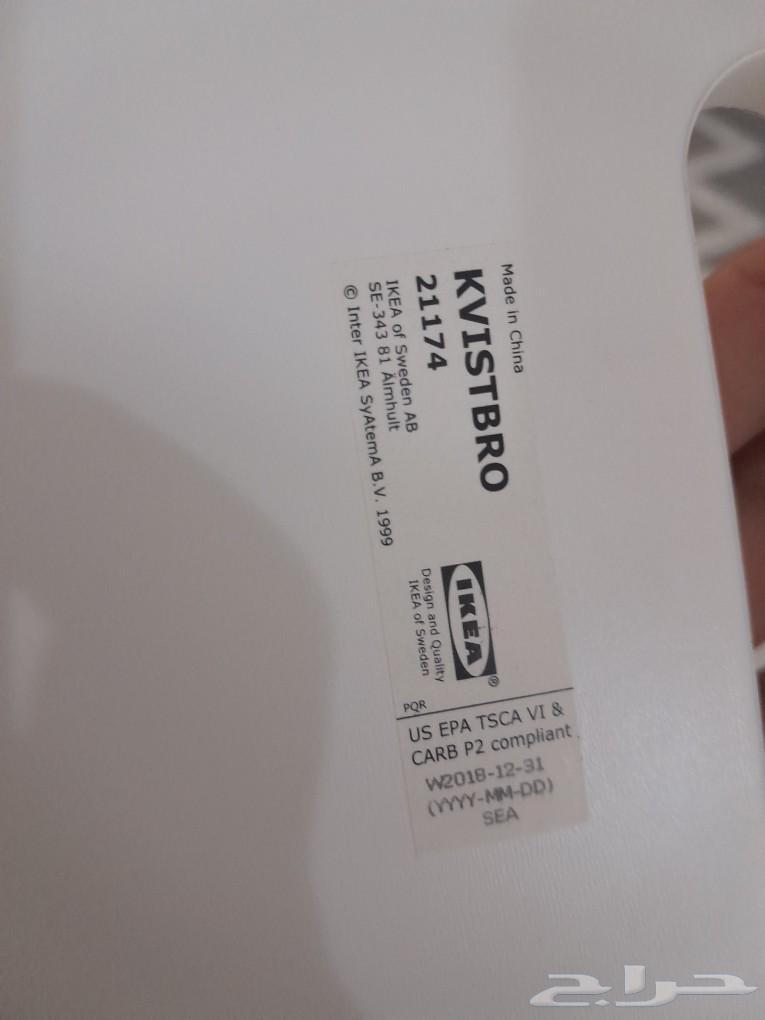 Made in China
KVISTBRO
21174
IKEA of Sweden AB
SE-343 81 Älmhult
© Inter IKEA SyAtemA B.V. 1999
IKEA®
Design and Quality
IKEA of Sweden
PQR
US EPA TSCA VI &
CARB P2 compliant
W2018-12-31
(YYYY-MM-DD)
SEA
حراج